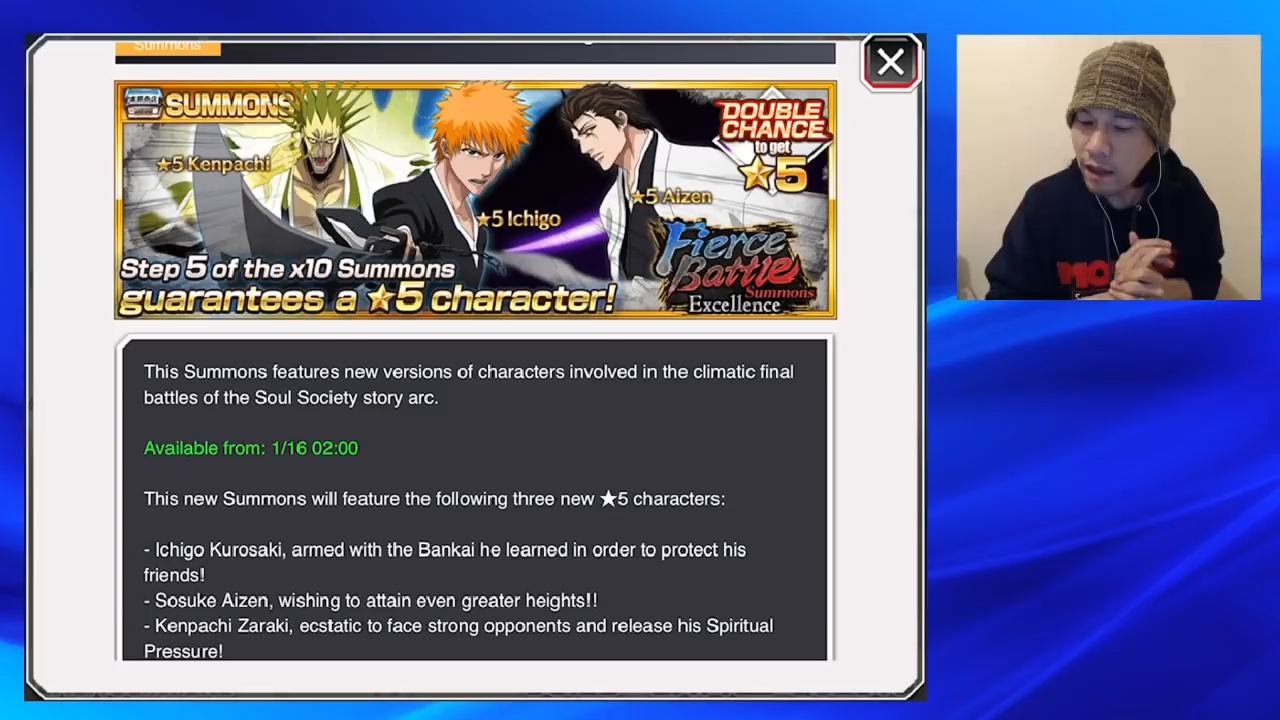 Summons
SUMMONS
DOUBLE
CHANCE
to get
★5
★5 Kenpachi
★5 Aizen
★5 Ichigo
Fierce
Battle
Summons
Excellence
Step 5 of the x10 Summons
guarantees a ★5 character!
This Summons features new versions of characters involved in the climatic final
battles of the Soul Society story arc.
Available from: 1/16 02:00
This new Summons will feature the following three new ★5 characters:
- Ichigo Kurosaki, armed with the Bankai he learned in order to protect his
friends!
- Sosuke Aizen, wishing to attain even greater heights!!
- Kenpachi Zaraki, ecstatic to face strong opponents and release his Spiritual
Pressure!